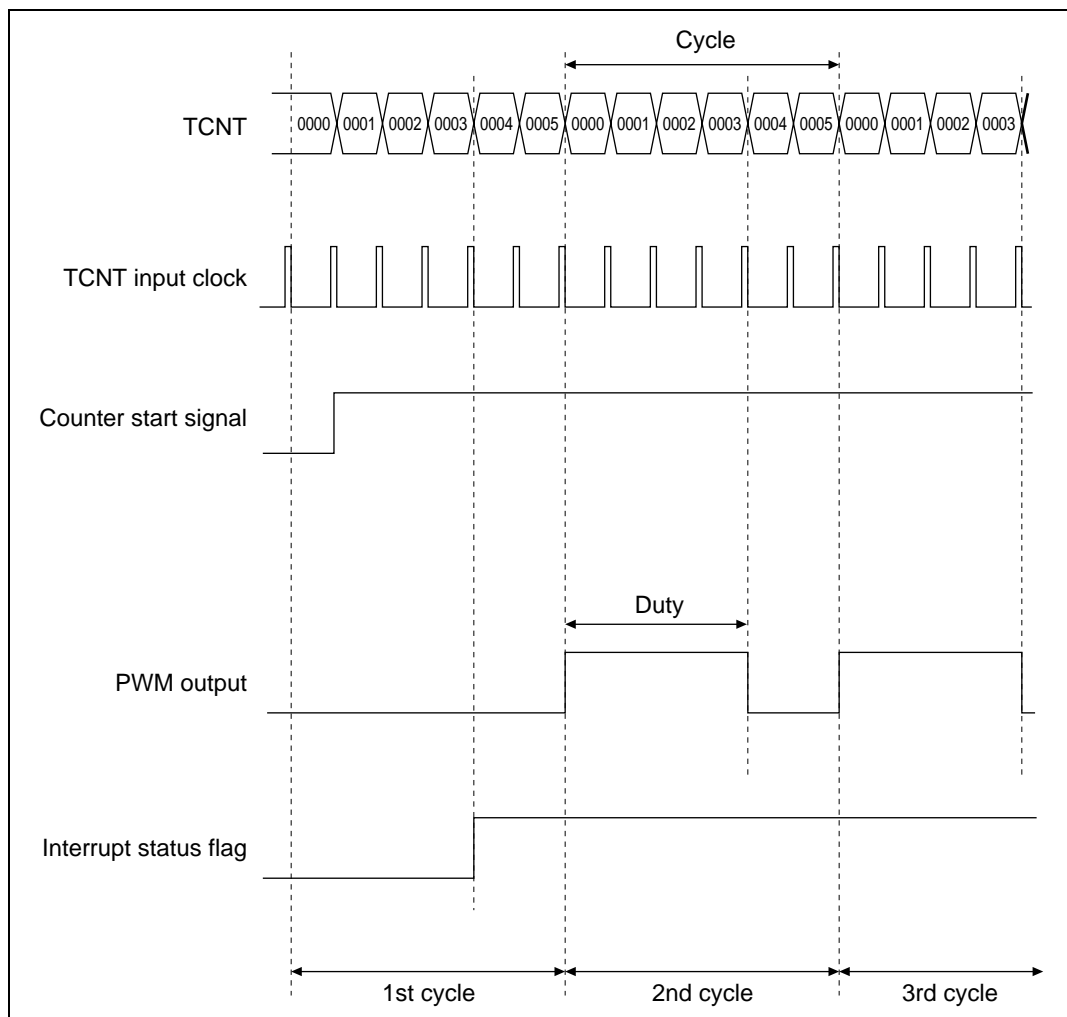 Cycle
TCNT
0000 0001 0002 0003 0004 0005 0000 0001 0002 0003 0004 0005 0000 0001 0002 0003
TCNT input clock
Counter start signal
Duty
PWM output
Interrupt status flag
1st cycle
2nd cycle
3rd cycle